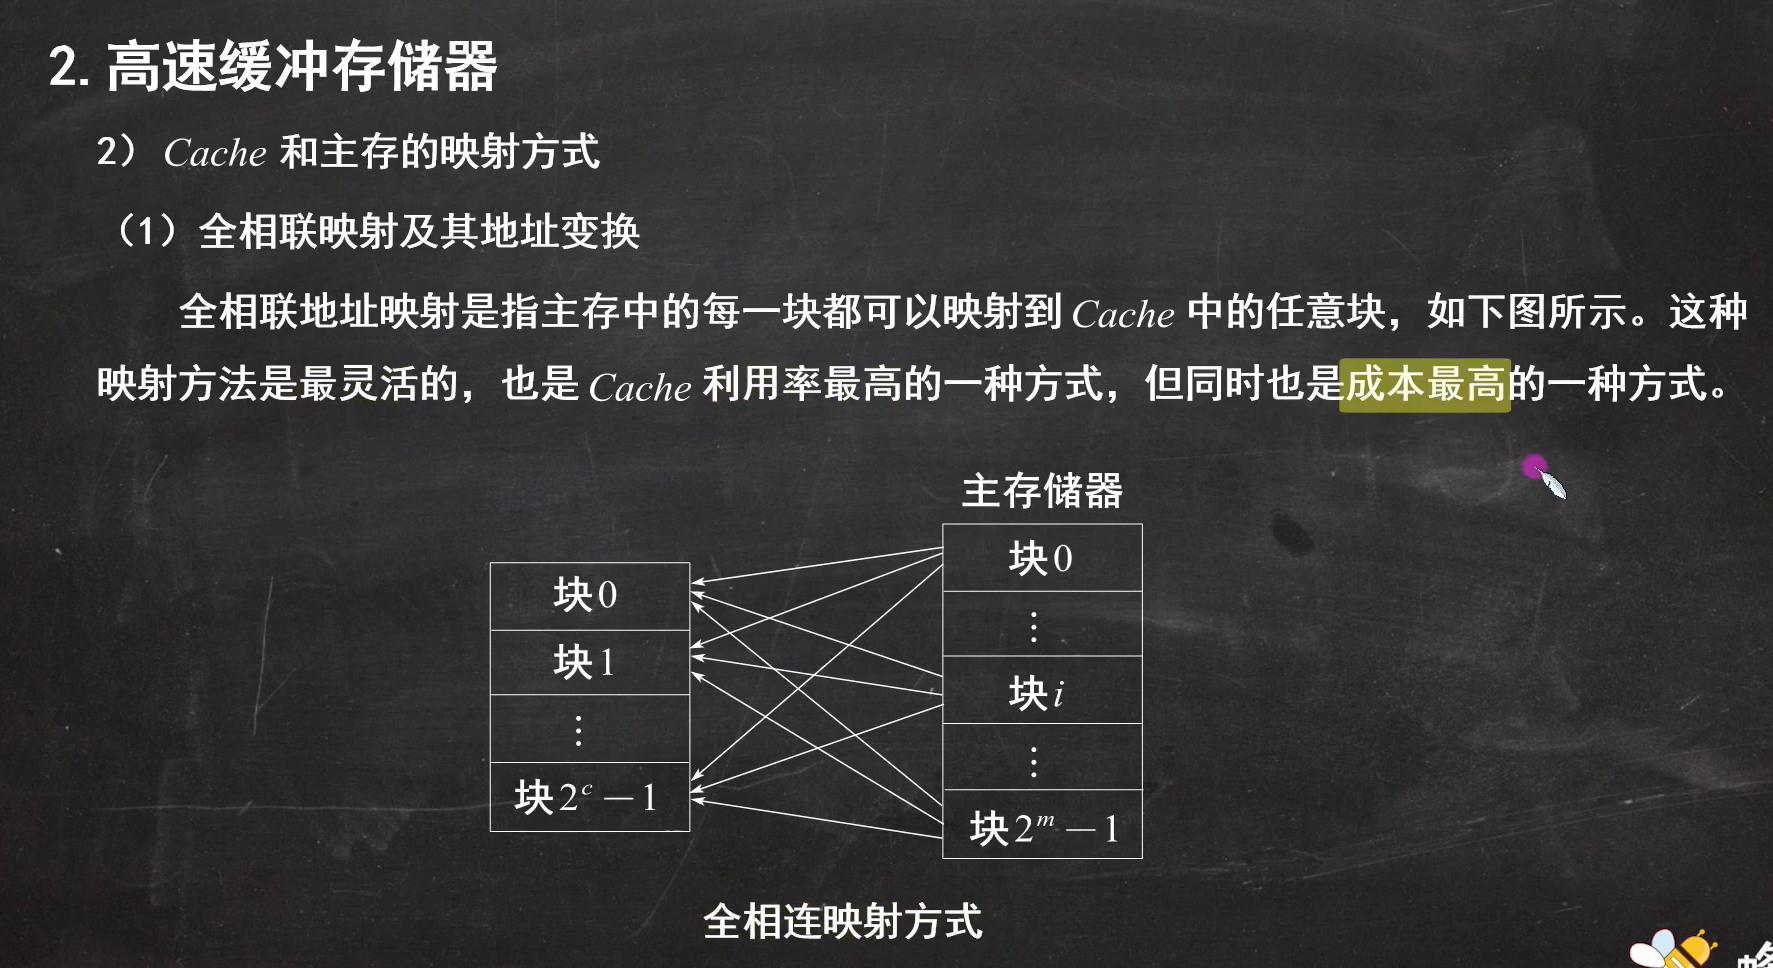 2. 高速缓冲存储器
2） Cache 和主存的映射方式
（1）全相联映射及其地址变换
全相联地址映射是指主存中的每一块都可以映射到 Cache 中的任意块，如下图所示。这种
映射方法是最灵活的，也是 Cache 利用率最高的一种方式，但同时也是成本最高的一种方式。
主存储器
块0
块0
⋮
块1
块i
⋮
⋮
块2^c－1
块2^m－1
全相连映射方式